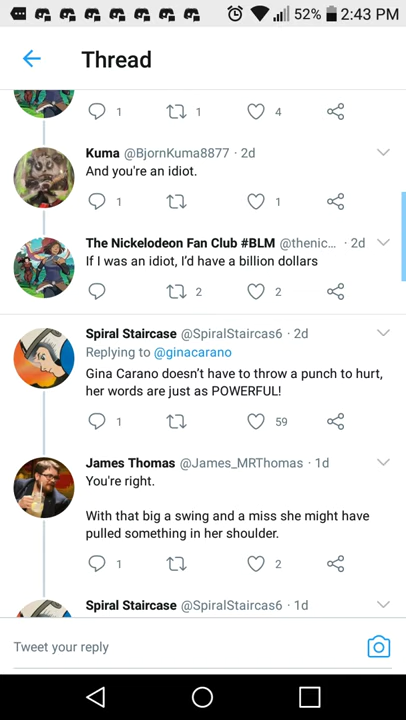 52% 2:43 PM
Thread
1 1 4
Kuma @BjornKuma8877 · 2d
And you're an idiot.
1 1
The Nickelodeon Fan Club #BLM @thenic... · 2d
If I was an idiot, I'd have a billion dollars
2 2
Spiral Staircase @SpiralStaircas6 · 2d
Replying to @ginacarano
Gina Carano doesn't have to throw a punch to hurt,
her words are just as POWERFUL!
1 59
James Thomas @James_MRThomas · 1d
You're right.
With that big a swing and a miss she might have
pulled something in her shoulder.
1 2
Spiral Staircase @SpiralStaircas6 · 1d
Tweet your reply